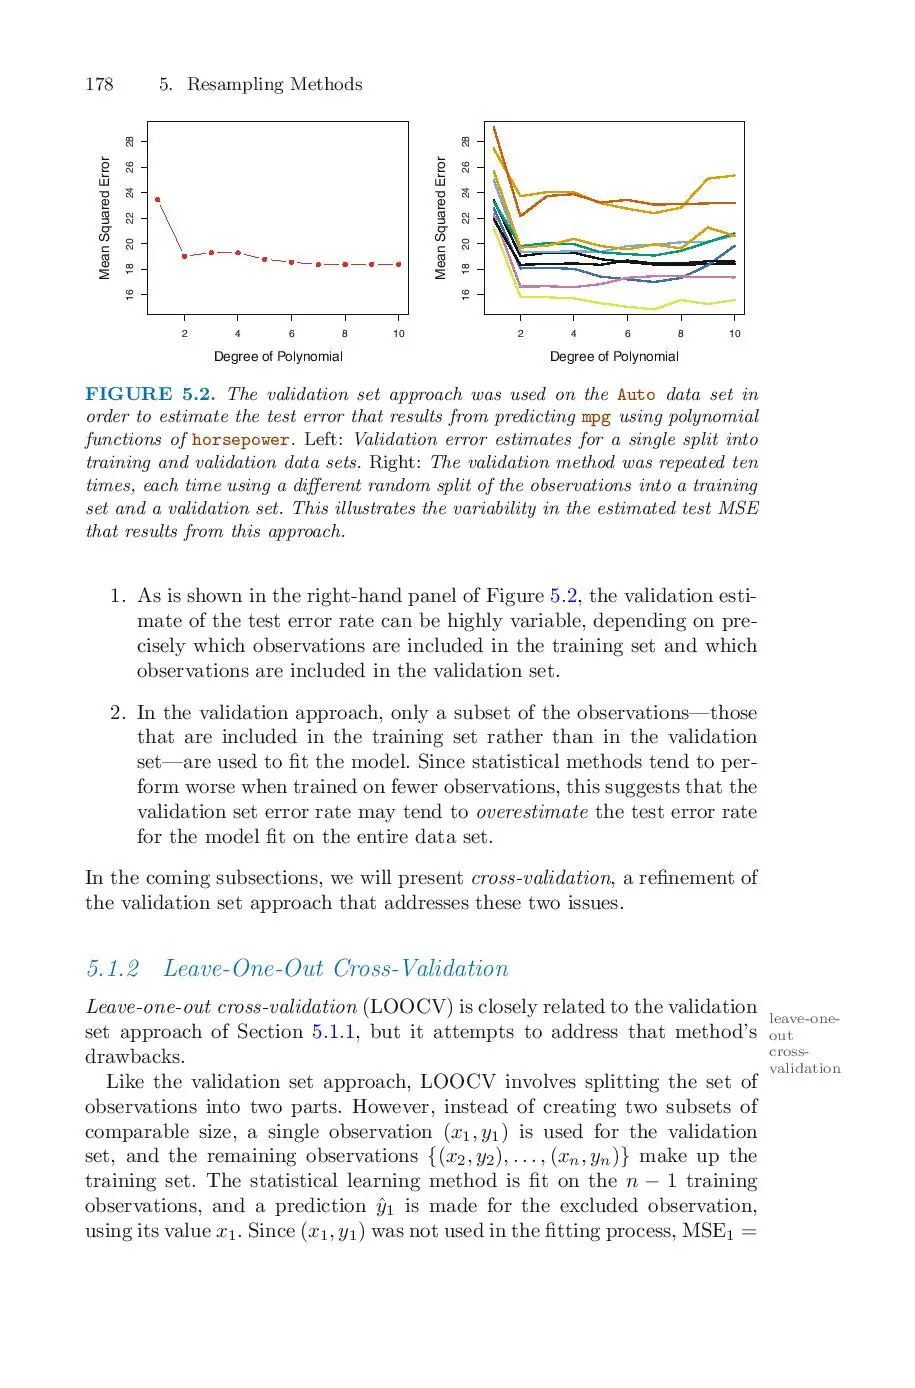 178 5. Resampling Methods
Mean Squared Error
16 18 20 22 24 26 28
2 4 6 8 10
Degree of Polynomial
Mean Squared Error
16 18 20 22 24 26 28
2 4 6 8 10
Degree of Polynomial
FIGURE 5.2. The validation set approach was used on the Auto data set in
order to estimate the test error that results from predicting mpg using polynomial
functions of horsepower. Left: Validation error estimates for a single split into
training and validation data sets. Right: The validation method was repeated ten
times, each time using a different random split of the observations into a training
set and a validation set. This illustrates the variability in the estimated test MSE
that results from this approach.
1. As is shown in the right-hand panel of Figure 5.2, the validation esti-
mate of the test error rate can be highly variable, depending on pre-
cisely which observations are included in the training set and which
observations are included in the validation set.
2. In the validation approach, only a subset of the observations—those
that are included in the training set rather than in the validation
set—are used to fit the model. Since statistical methods tend to per-
form worse when trained on fewer observations, this suggests that the
validation set error rate may tend to overestimate the test error rate
for the model fit on the entire data set.
In the coming subsections, we will present cross-validation, a refinement of
the validation set approach that addresses these two issues.
5.1.2 Leave-One-Out Cross-Validation
Leave-one-out cross-validation (LOOCV) is closely related to the validation
set approach of Section 5.1.1, but it attempts to address that method's
drawbacks.
leave-one-
out
cross-
validation
Like the validation set approach, LOOCV involves splitting the set of
observations into two parts. However, instead of creating two subsets of
comparable size, a single observation (x₁, y₁) is used for the validation
set, and the remaining observations {(x₂, y₂), . . . , (xₙ, yₙ)} make up the
training set. The statistical learning method is fit on the n − 1 training
observations, and a prediction ŷ₁ is made for the excluded observation,
using its value x₁. Since (x₁, y₁) was not used in the fitting process, MSE₁ =